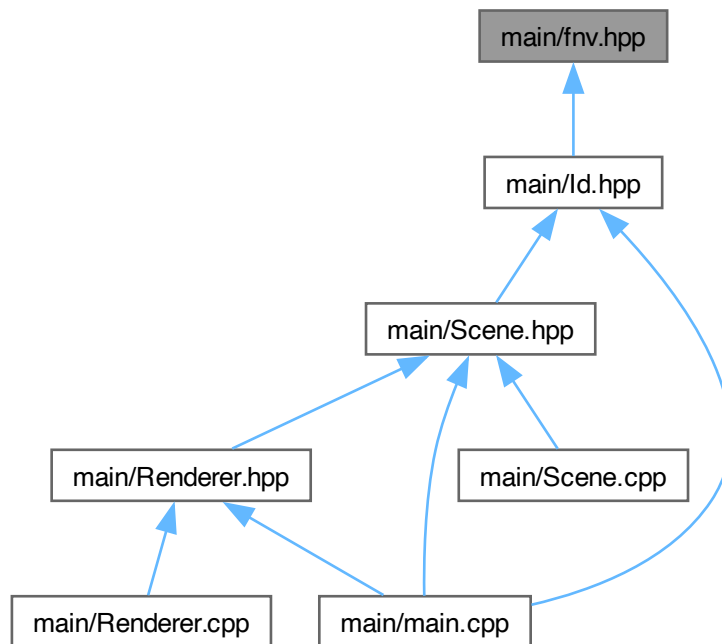 main/fnv.hpp
main/Id.hpp
main/Scene.hpp
main/Renderer.hpp
main/Scene.cpp
main/Renderer.cpp
main/main.cpp